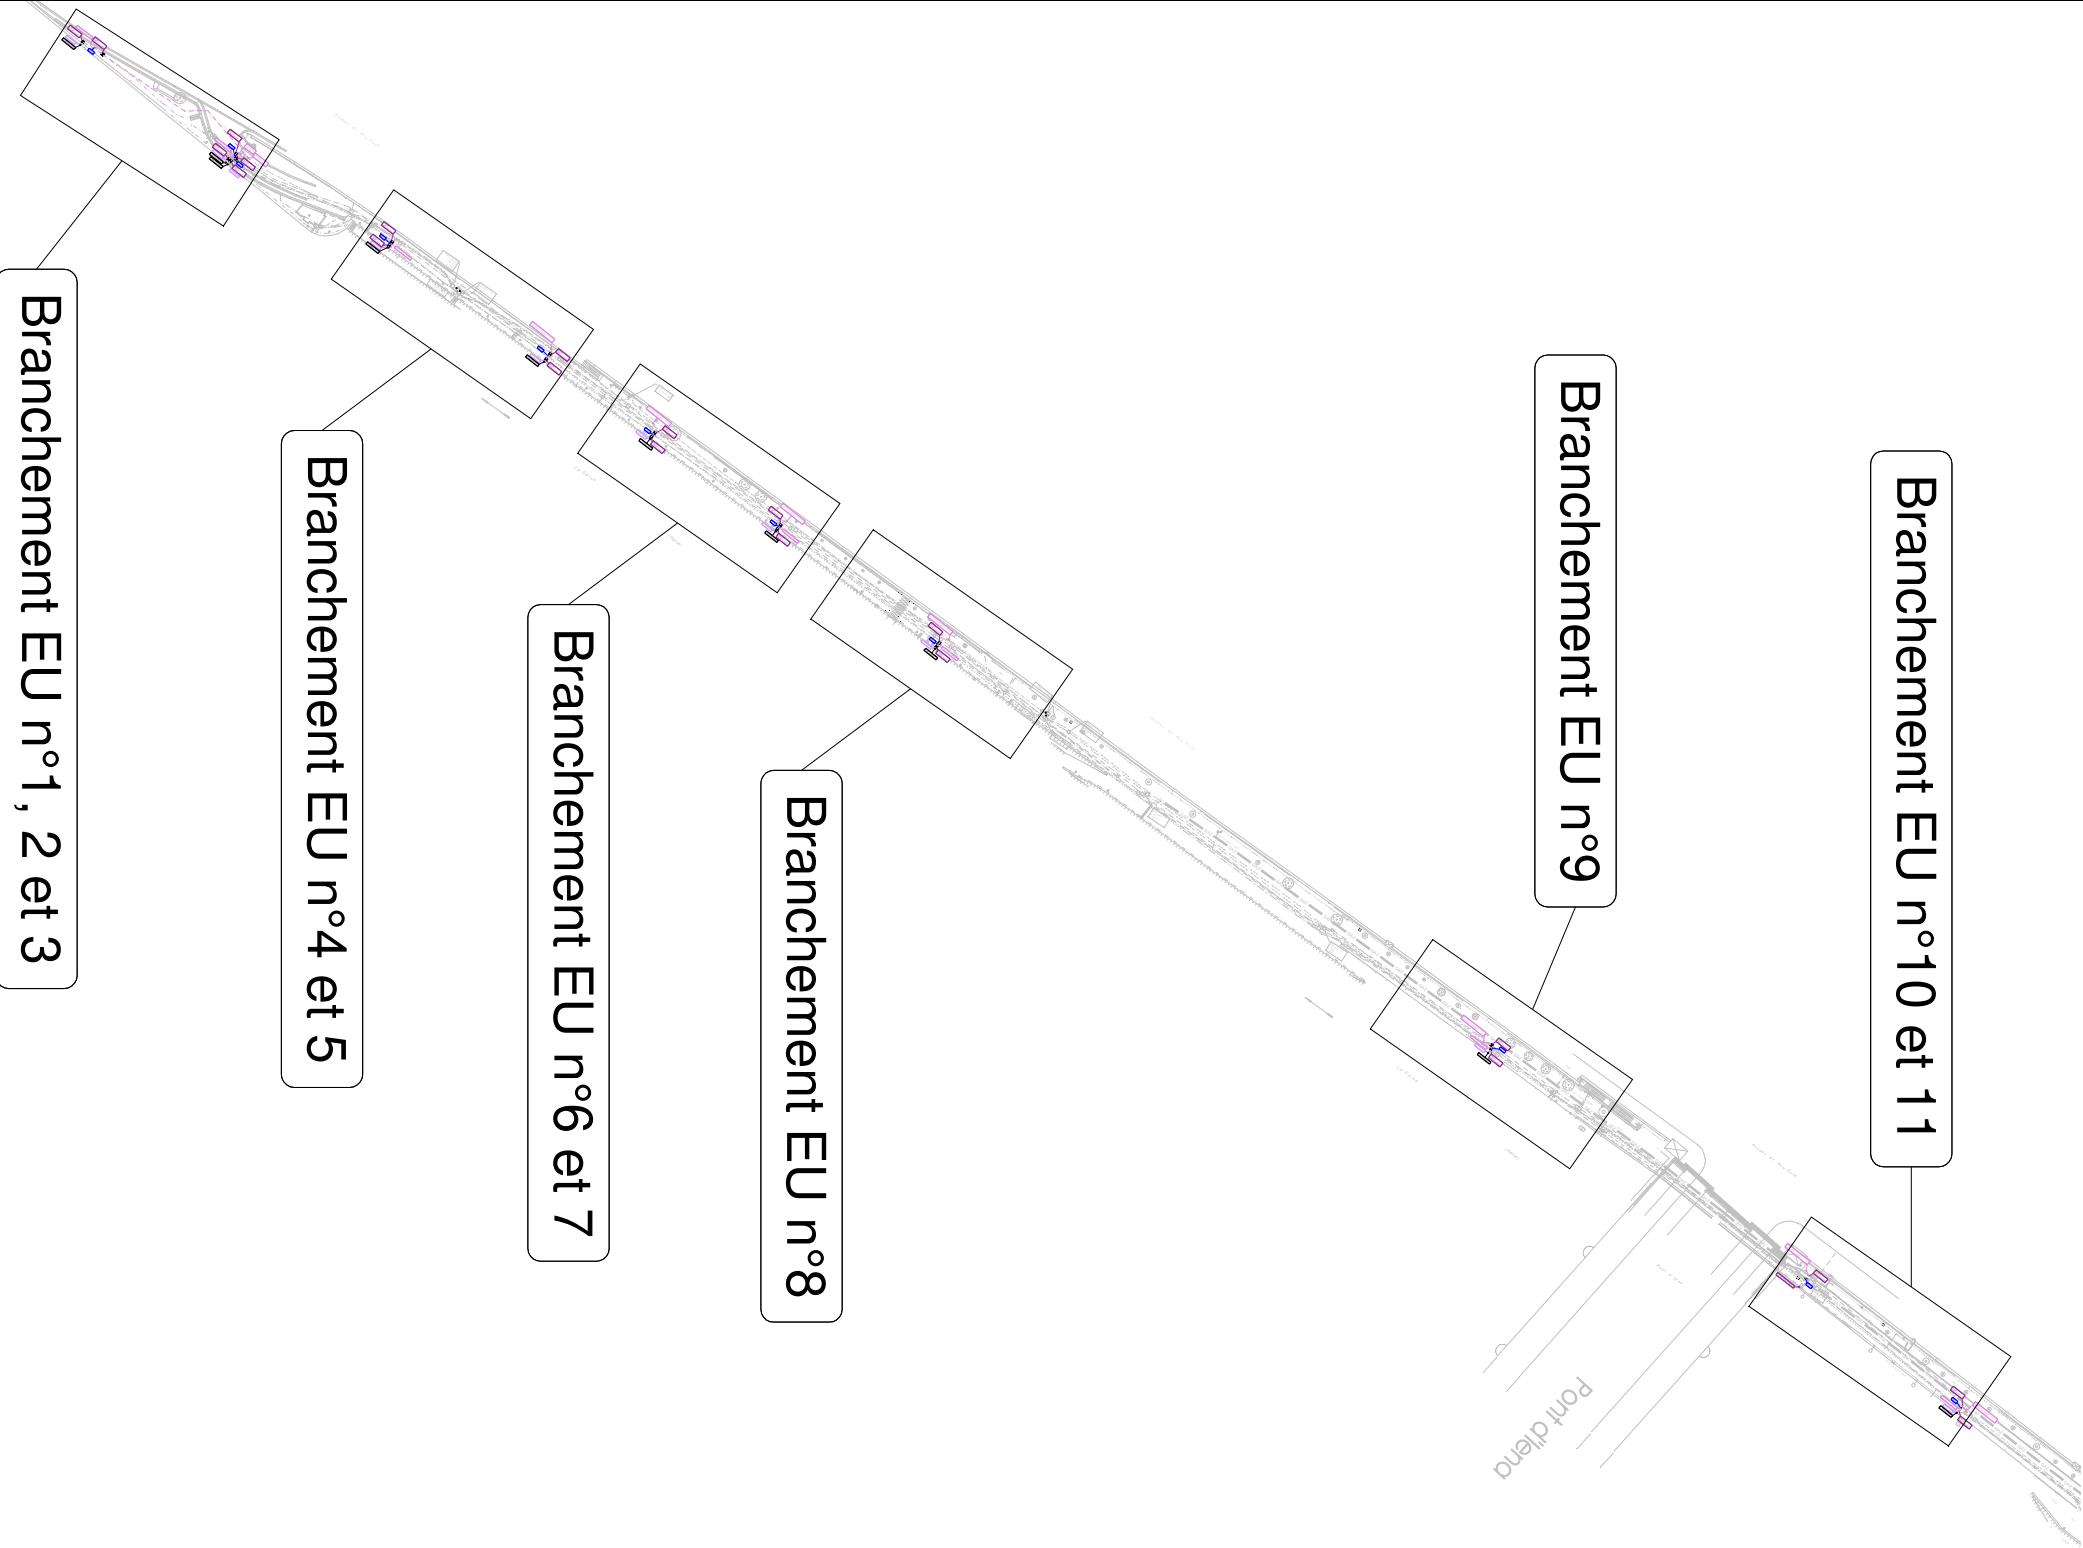 Branchement EU n°1, 2 et 3
Branchement EU n°4 et 5
Branchement EU n°6 et 7
Branchement EU n°8
Branchement EU n°9
Branchement EU n°10 et 11
Pont d'Iena